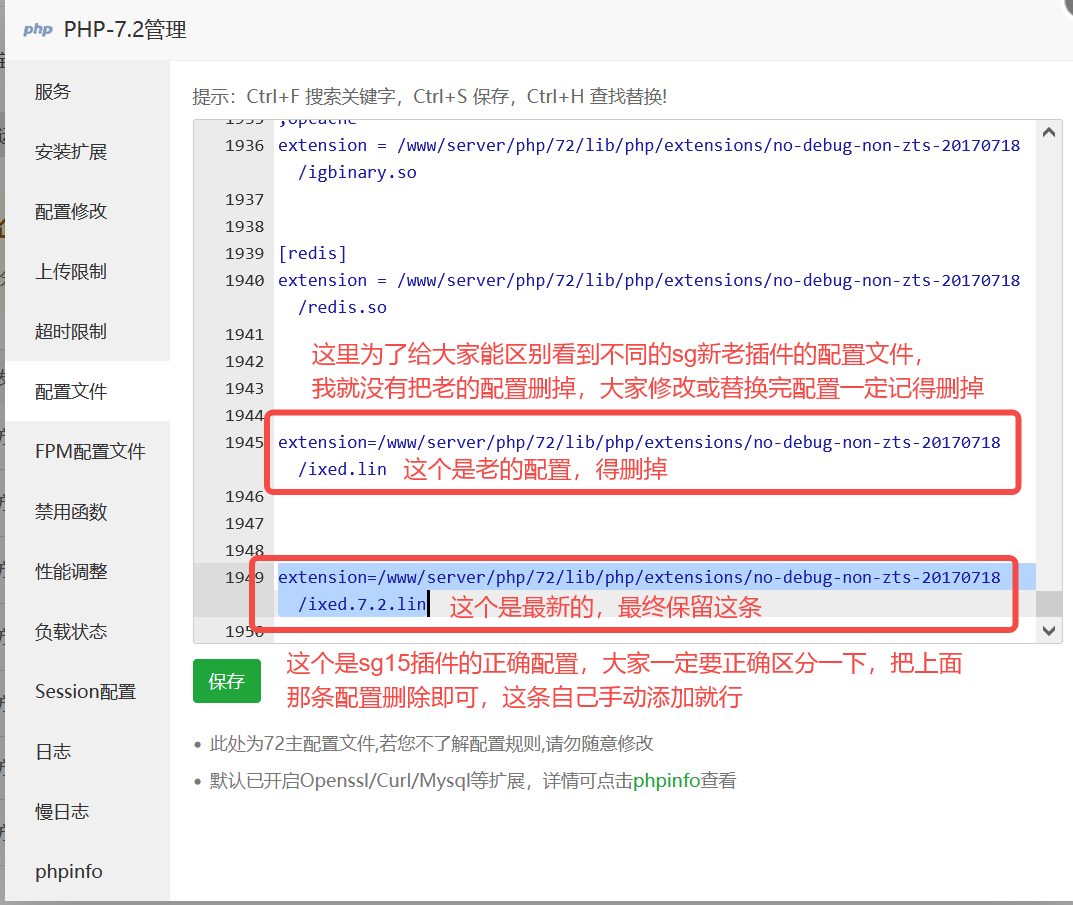 php PHP-7.2管理
服务
安装扩展
配置修改
上传限制
超时限制
配置文件
FPM配置文件
禁用函数
性能调整
负载状态
Session配置
日志
慢日志
phpinfo
提示：Ctrl+F 搜索关键字，Ctrl+S 保存，Ctrl+H 查找替换!
1935 ;opcache
1936 extension = /www/server/php/72/lib/php/extensions/no-debug-non-zts-20170718
/igbinary.so
1937
1938
1939 [redis]
1940 extension = /www/server/php/72/lib/php/extensions/no-debug-non-zts-20170718
/redis.so
1941
1942
1943
这里为了给大家能区别看到不同的sg新老插件的配置文件，
我就没有把老的配置删掉，大家修改或替换完配置一定记得删掉
1944
1945 extension=/www/server/php/72/lib/php/extensions/no-debug-non-zts-20170718
/ixed.lin 这个是老的配置，得删掉
1946
1947
1948
1949 extension=/www/server/php/72/lib/php/extensions/no-debug-non-zts-20170718
/ixed.7.2.lin 这个是最新的，最终保留这条
1950
保存
这个是sg15插件的正确配置，大家一定要正确区分一下，把上面
那条配置删除即可，这条自己手动添加就行
• 此处为72主配置文件,若您不了解配置规则,请勿随意修改
• 默认已开启Openssl/Curl/Mysql等扩展，详情可点击phpinfo查看